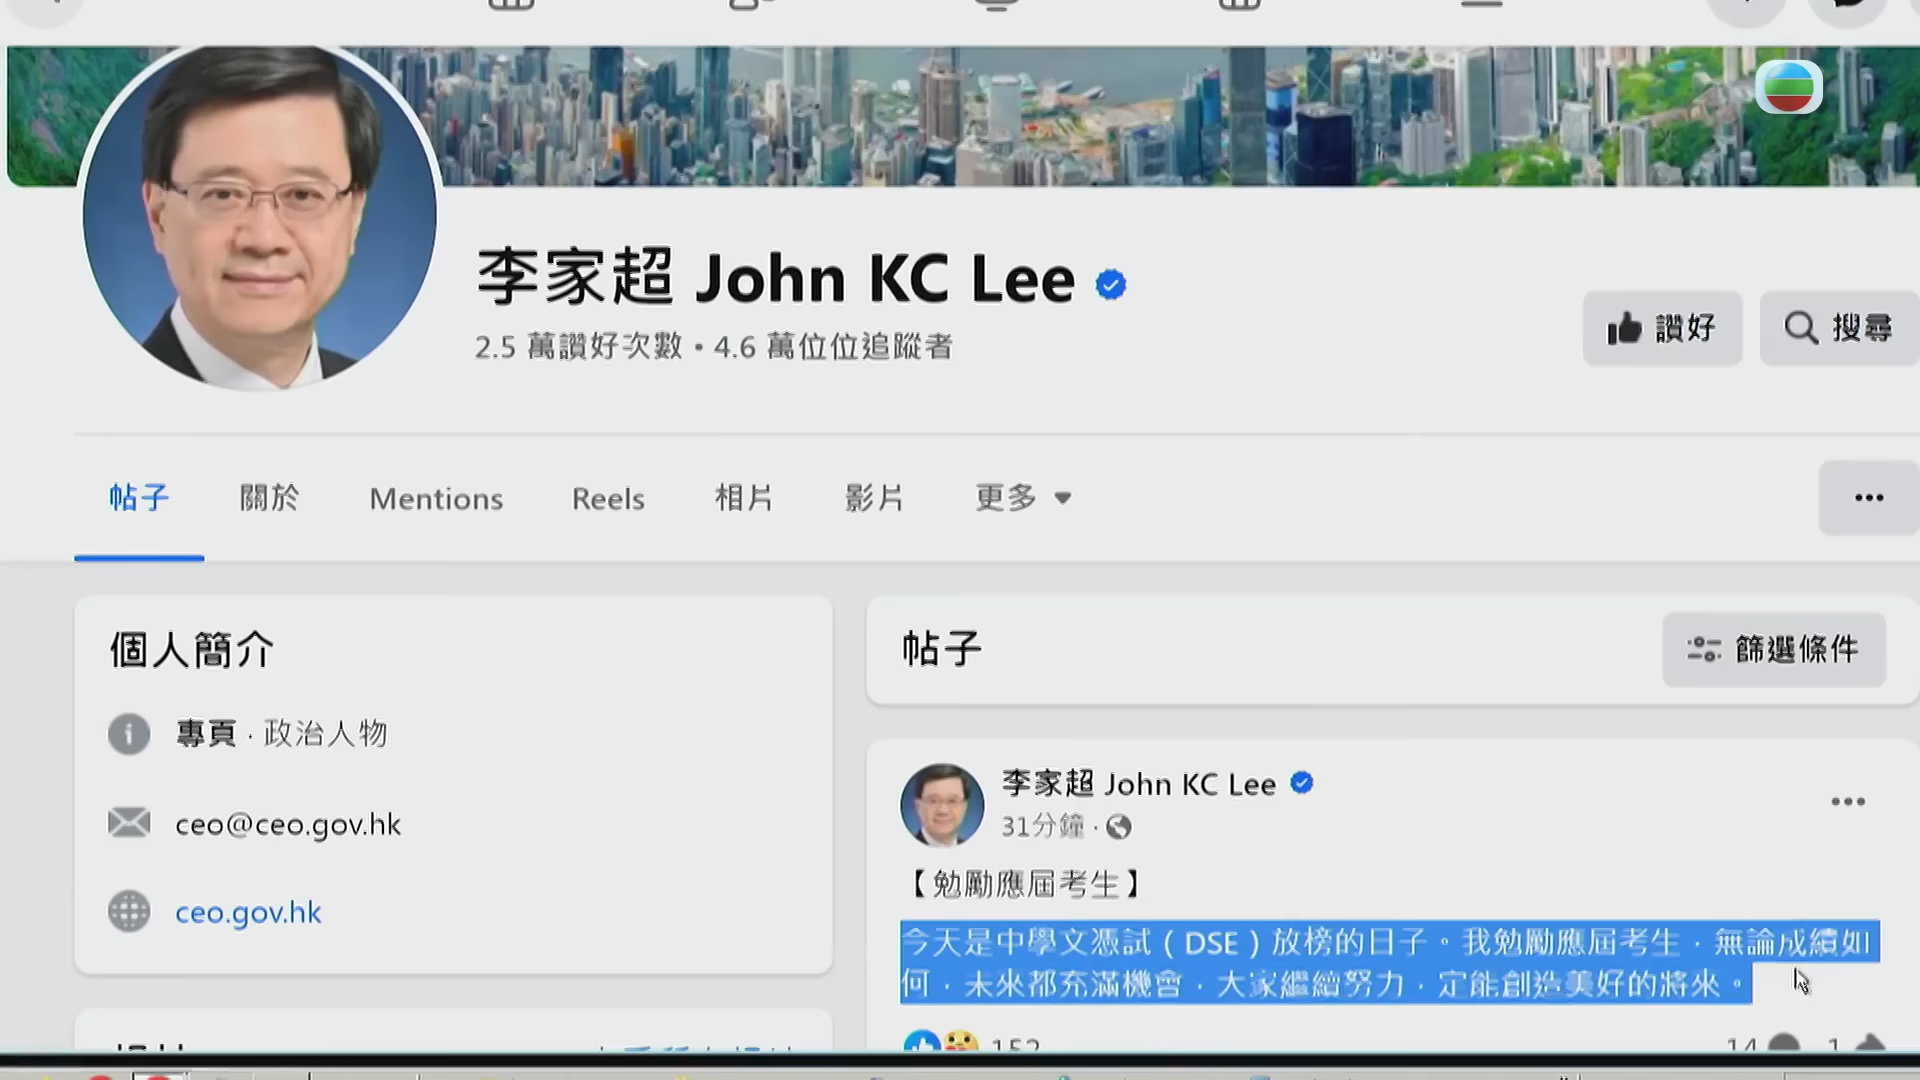 李家超 John KC Lee
2.5 萬讚好次數 • 4.6 萬位位追蹤者
讚好
搜尋
帖子
關於
Mentions
Reels
相片
影片
更多
個人簡介
專頁 · 政治人物
ceo@ceo.gov.hk
ceo.gov.hk
帖子
篩選條件
李家超 John KC Lee
31分鐘 ·
【勉勵應屆考生】
今天是中學文憑試（DSE）放榜的日子。我勉勵應屆考生，無論成績如
何，未來都充滿機會，大家繼續努力，定能創造美好的將來。
152
14
1